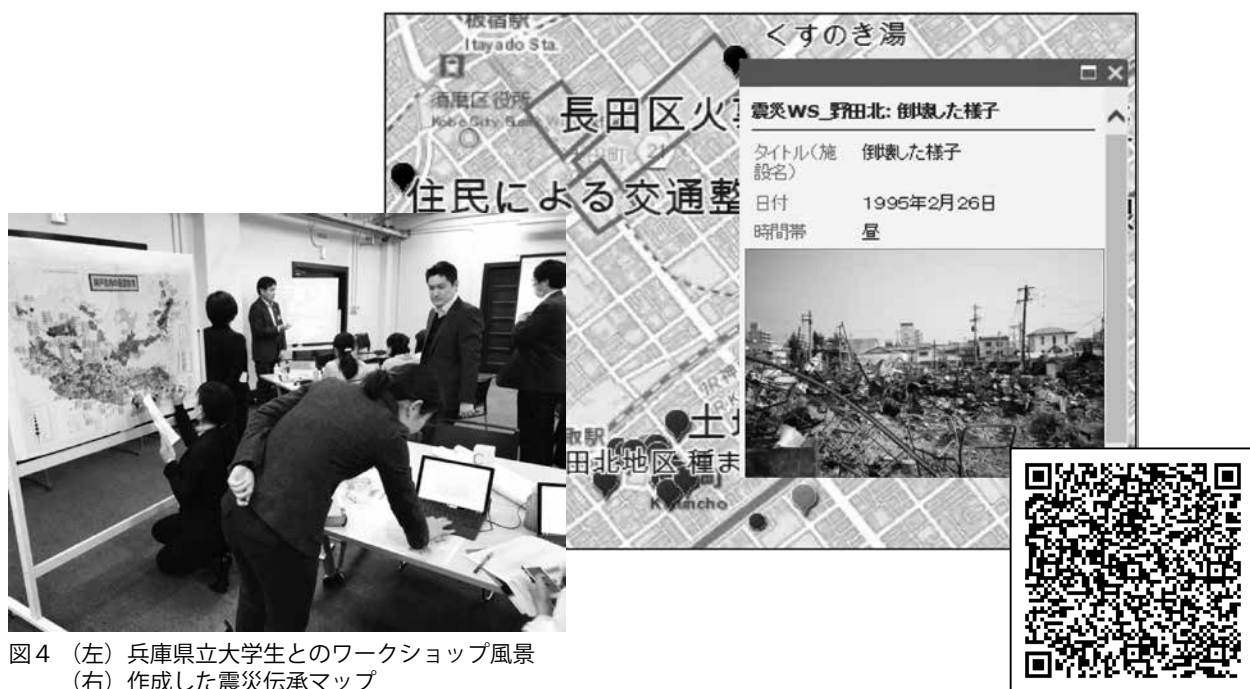 板宿駅
Itayado Sta.
くすのき湯
須磨区役所
長田区火
21
住民による交通整
震災WS_野田北: 倒壊した様子
タイトル(施設名) 倒壊した様子
日付 1995年2月26日
時間帯 昼
土
田北地区 種ま
図4 (左)兵庫県立大学生とのワークショップ風景
(右)作成した震災伝承マップ